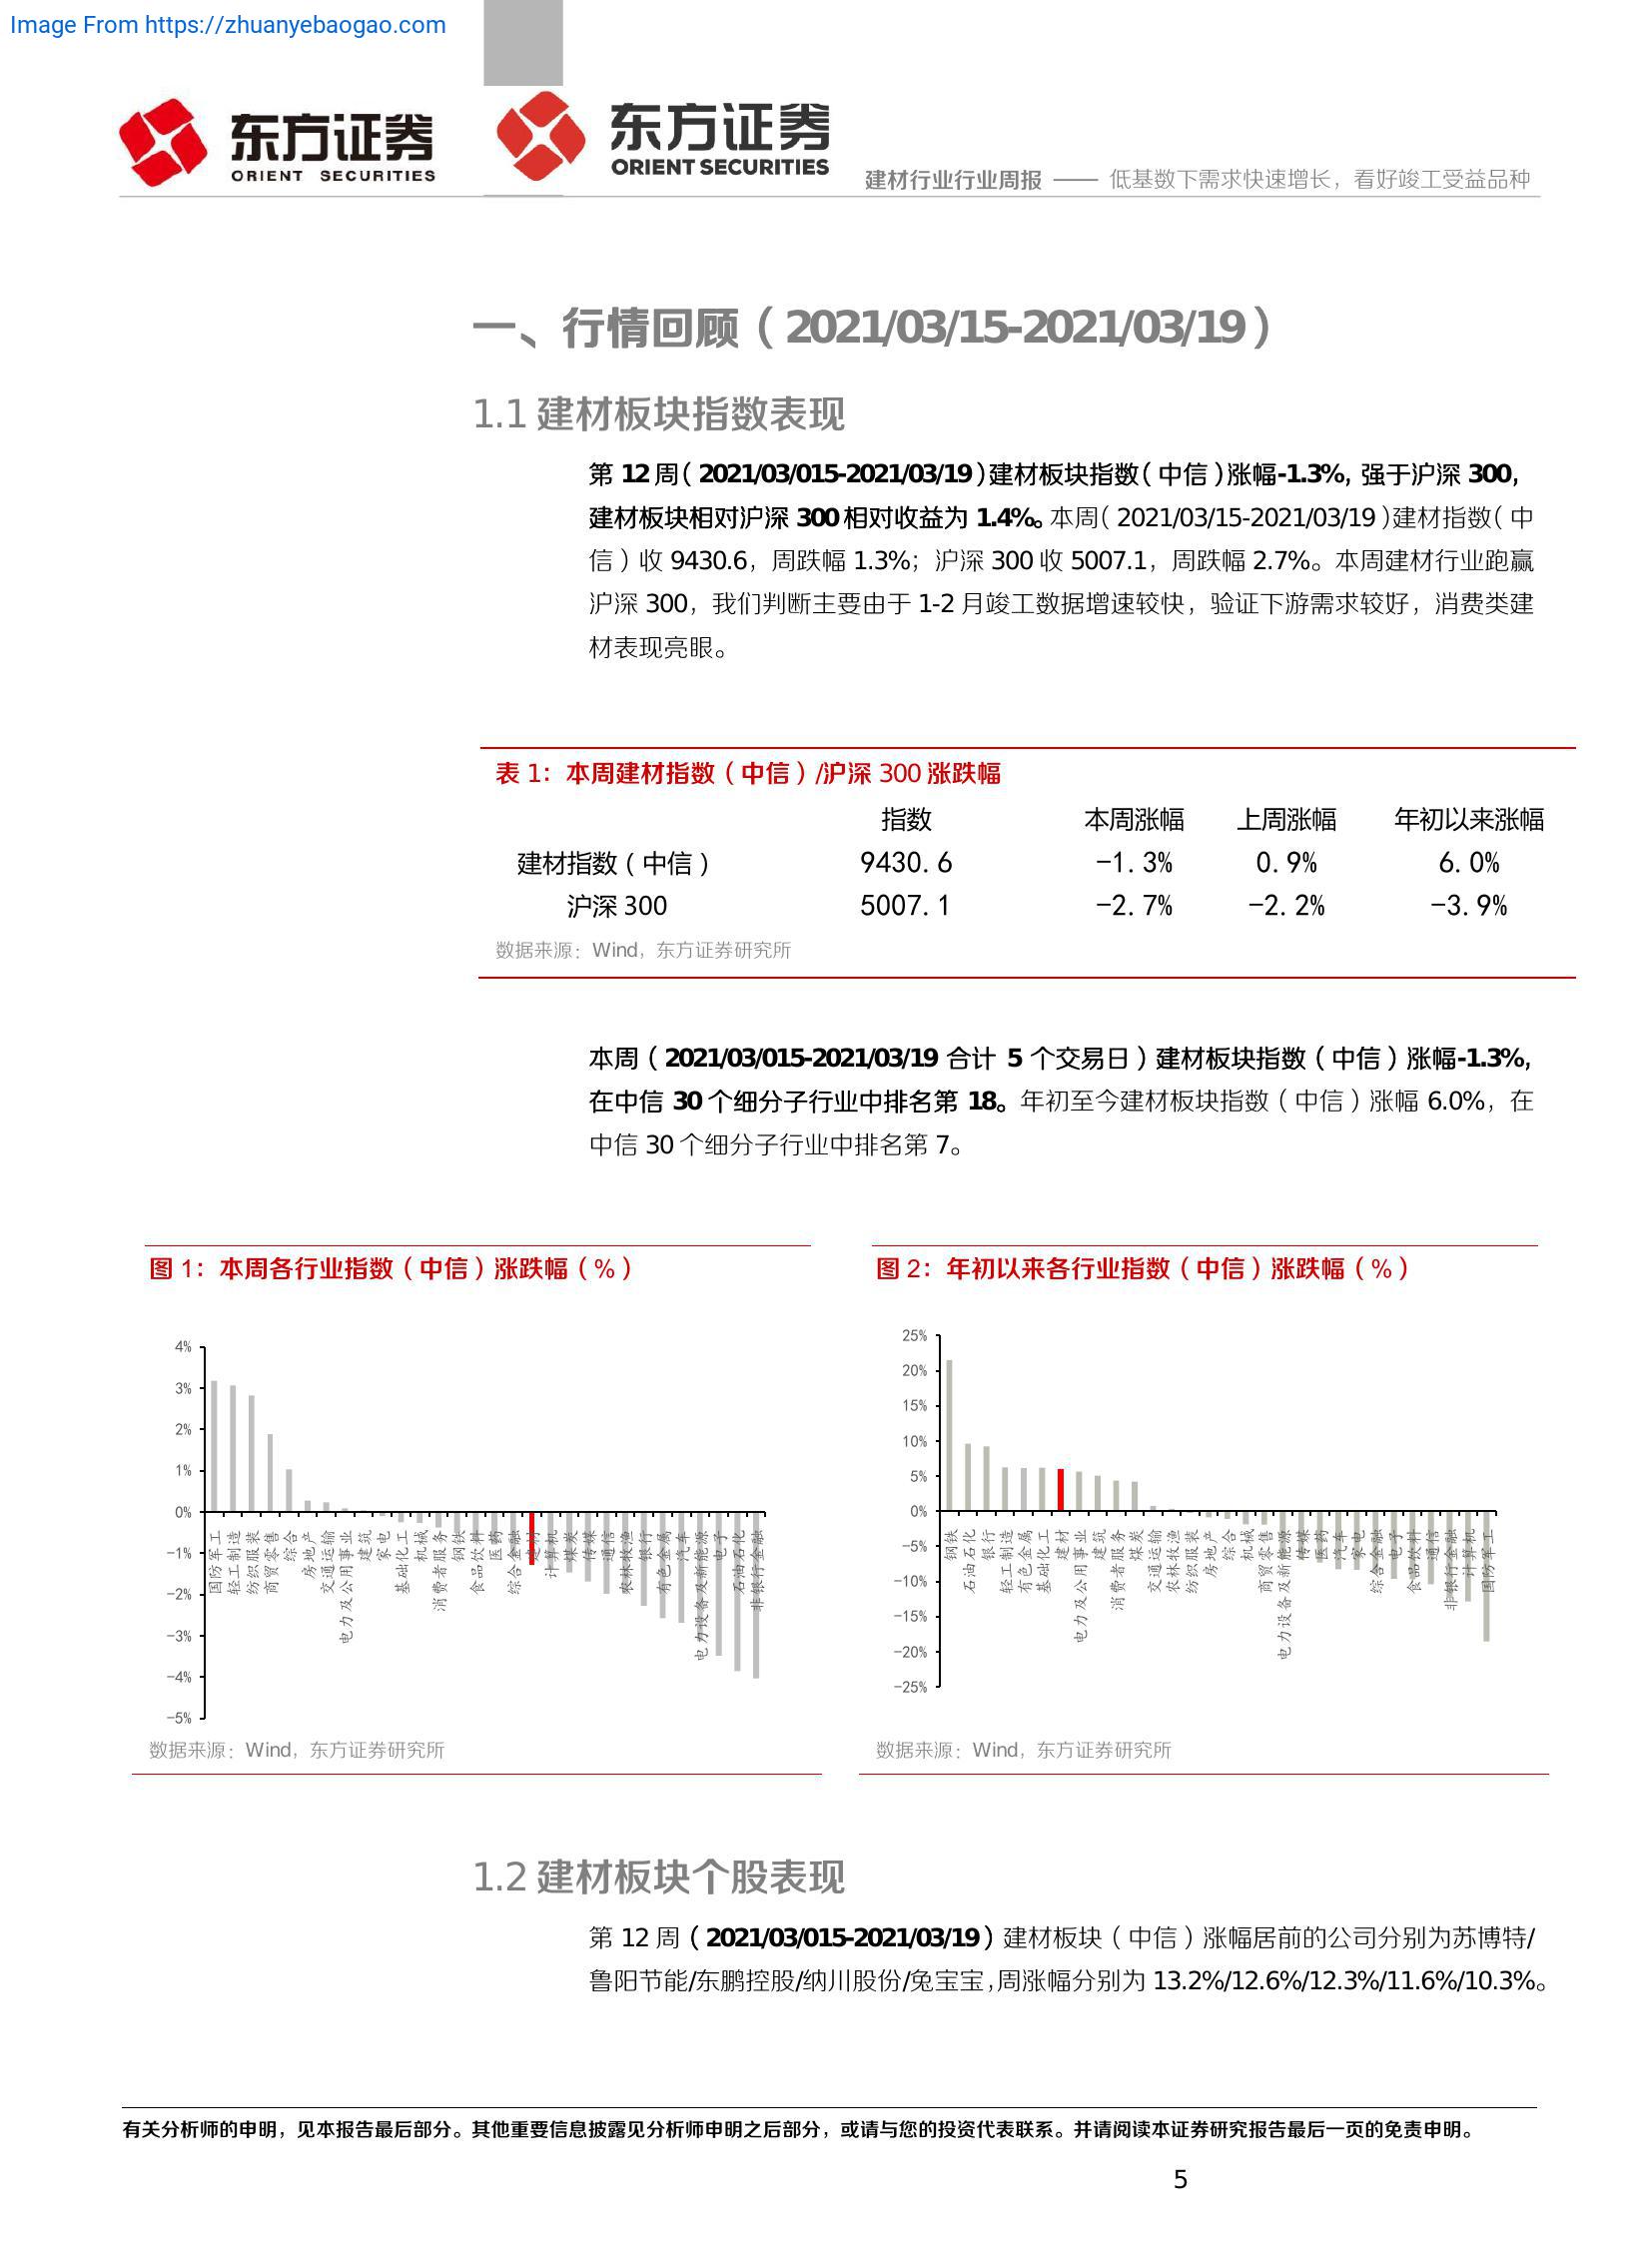 Image From https://zhuanyebaogao.com
东方证券
ORIENT SECURITIES
东方证券
ORIENT SECURITIES
建材行业行业周报 —— 低基数下需求快速增长，看好竣工受益品种
一、行情回顾（2021/03/15-2021/03/19）
1.1 建材板块指数表现
第 12 周（2021/03/015-2021/03/19）建材板块指数（中信）涨幅-1.3%，强于沪深 300，
建材板块相对沪深 300 相对收益为 1.4%。本周（2021/03/15-2021/03/19）建材指数（中
信）收 9430.6，周跌幅 1.3%；沪深 300 收 5007.1，周跌幅 2.7%。本周建材行业跑赢
沪深 300，我们判断主要由于 1-2 月竣工数据增速较快，验证下游需求较好，消费类建
材表现亮眼。
表 1：本周建材指数（中信）/沪深 300 涨跌幅
指数 本周涨幅 上周涨幅 年初以来涨幅
建材指数（中信） 9430.6 -1.3% 0.9% 6.0%
沪深 300 5007.1 -2.7% -2.2% -3.9%
数据来源：Wind，东方证券研究所
本周（2021/03/015-2021/03/19 合计 5 个交易日）建材板块指数（中信）涨幅-1.3%，
在中信 30 个细分子行业中排名第 18。年初至今建材板块指数（中信）涨幅 6.0%，在
中信 30 个细分子行业中排名第 7。
图 1：本周各行业指数（中信）涨跌幅（%）
4%
3%
2%
1%
0%
-1%
-2%
-3%
-4%
-5%
国防军工
轻工制造
纺织服装
商贸零售
综合
房地产
交通运输
电力及公用事业
建筑
家电
基础化工
机械
消费者服务
钢铁
食品饮料
医药
综合金融
建材
计算机
煤炭
传媒
通信
农林牧渔
银行
有色金属
汽车
电力设备及新能源
电子
石油石化
非银行金融
数据来源：Wind，东方证券研究所
图 2：年初以来各行业指数（中信）涨跌幅（%）
25%
20%
15%
10%
5%
0%
-5%
-10%
-15%
-20%
-25%
钢铁
石油石化
银行
轻工制造
有色金属
基础化工
建材
电力及公用事业
建筑
消费者服务
煤炭
交通运输
农林牧渔
纺织服装
房地产
综合
机械
商贸零售
电力设备及新能源
传媒
医药
汽车
家电
综合金融
电子
食品饮料
通信
非银行金融
计算机
国防军工
数据来源：Wind，东方证券研究所
1.2 建材板块个股表现
第 12 周（2021/03/015-2021/03/19）建材板块（中信）涨幅居前的公司分别为苏博特/
鲁阳节能/东鹏控股/纳川股份/兔宝宝，周涨幅分别为 13.2%/12.6%/12.3%/11.6%/10.3%。
有关分析师的申明，见本报告最后部分。其他重要信息披露见分析师申明之后部分，或请与您的投资代表联系。并请阅读本证券研究报告最后一页的免责申明。
5